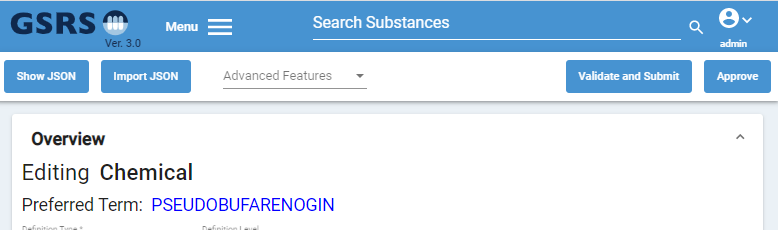 GSRS
Ver. 3.0
Menu
Search Substances
admin
Show JSON
Import JSON
Advanced Features
Validate and Submit
Approve
Overview
Editing Chemical
Preferred Term: PSEUDOBUFARENOGIN
Definition Type * Definition Level